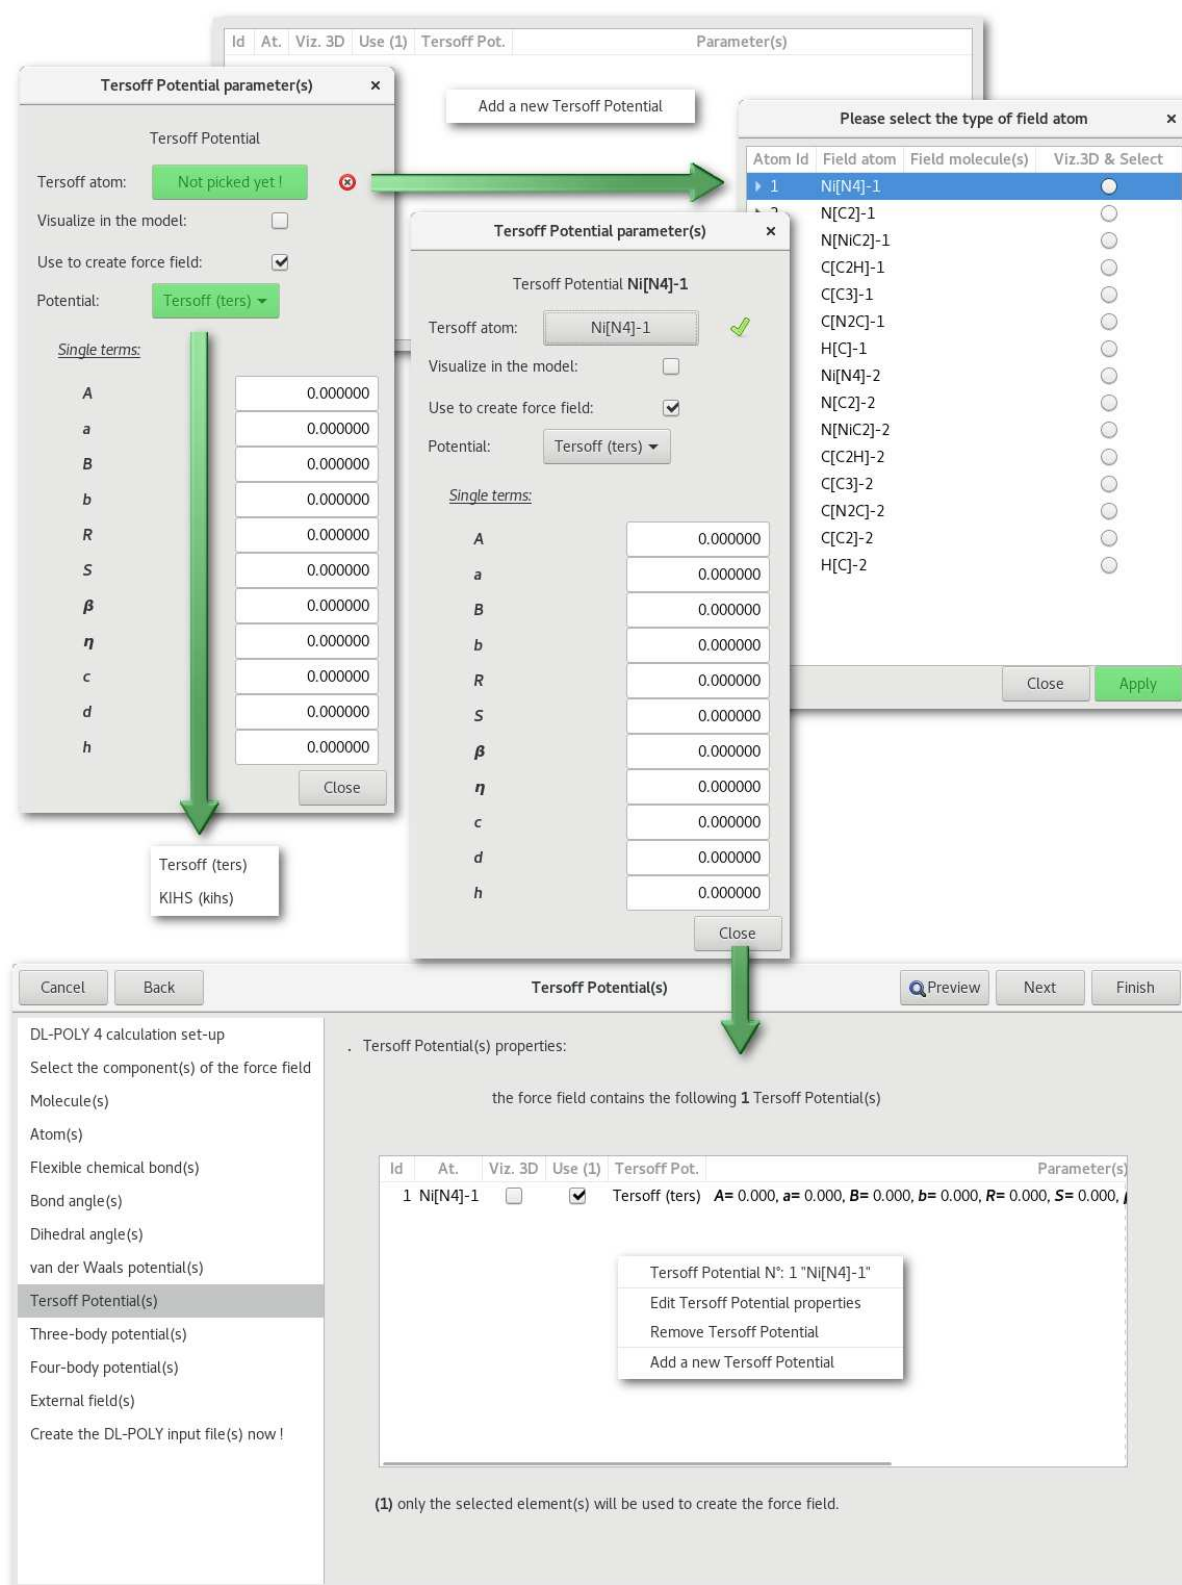 Id At. Viz. 3D Use (1) Tersoff Pot. Parameter(s)
Add a new Tersoff Potential
Tersoff Potential parameter(s) ×
Tersoff Potential
Tersoff atom: Not picked yet !
Visualize in the model:
Use to create force field:
Potential: Tersoff (ters)
Single terms:
A 0.000000
a 0.000000
B 0.000000
b 0.000000
R 0.000000
S 0.000000
β 0.000000
η 0.000000
c 0.000000
d 0.000000
h 0.000000
Close
Tersoff (ters)
KIHS (kihs)
Please select the type of field atom ×
Atom Id Field atom Field molecule(s) Viz.3D & Select
1 Ni[N4]-1
N[C2]-1
N[NiC2]-1
C[C2H]-1
C[C3]-1
C[N2C]-1
H[C]-1
Ni[N4]-2
N[C2]-2
N[NiC2]-2
C[C2H]-2
C[C3]-2
C[N2C]-2
C[C2]-2
H[C]-2
Close Apply
Tersoff Potential parameter(s) ×
Tersoff Potential Ni[N4]-1
Tersoff atom: Ni[N4]-1
Visualize in the model:
Use to create force field:
Potential: Tersoff (ters)
Single terms:
A 0.000000
a 0.000000
B 0.000000
b 0.000000
R 0.000000
S 0.000000
β 0.000000
η 0.000000
c 0.000000
d 0.000000
h 0.000000
Close
Cancel Back Tersoff Potential(s) Preview Next Finish
DL-POLY 4 calculation set-up
Select the component(s) of the force field
Molecule(s)
Atom(s)
Flexible chemical bond(s)
Bond angle(s)
Dihedral angle(s)
van der Waals potential(s)
Tersoff Potential(s)
Three-body potential(s)
Four-body potential(s)
External field(s)
Create the DL-POLY input file(s) now !
. Tersoff Potential(s) properties:
the force field contains the following 1 Tersoff Potential(s)
Id At. Viz. 3D Use (1) Tersoff Pot. Parameter(s)
1 Ni[N4]-1 Tersoff (ters) A= 0.000, a= 0.000, B= 0.000, b= 0.000, R= 0.000, S= 0.000,
Tersoff Potential N°: 1 "Ni[N4]-1"
Edit Tersoff Potential properties
Remove Tersoff Potential
Add a new Tersoff Potential
(1) only the selected element(s) will be used to create the force field.